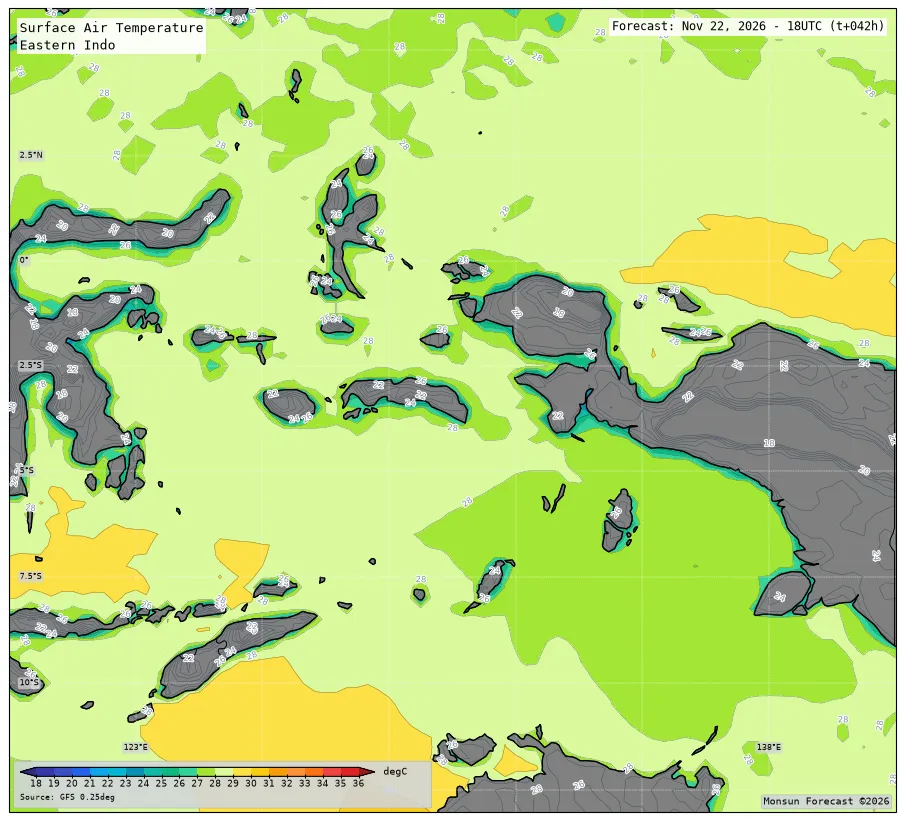 Surface Air Temperature
Eastern Indo
Forecast: Nov 22, 2026 - 18UTC (t+042h)
2.5°N
0°
2.5°S
5°S
7.5°S
10°S
123°E
138°E
18 19 20 21 22 23 24 25 26 27 28 29 30 31 32 33 34 35 36
degC
Source: GFS 0.25deg
Monsun Forecast ©2026